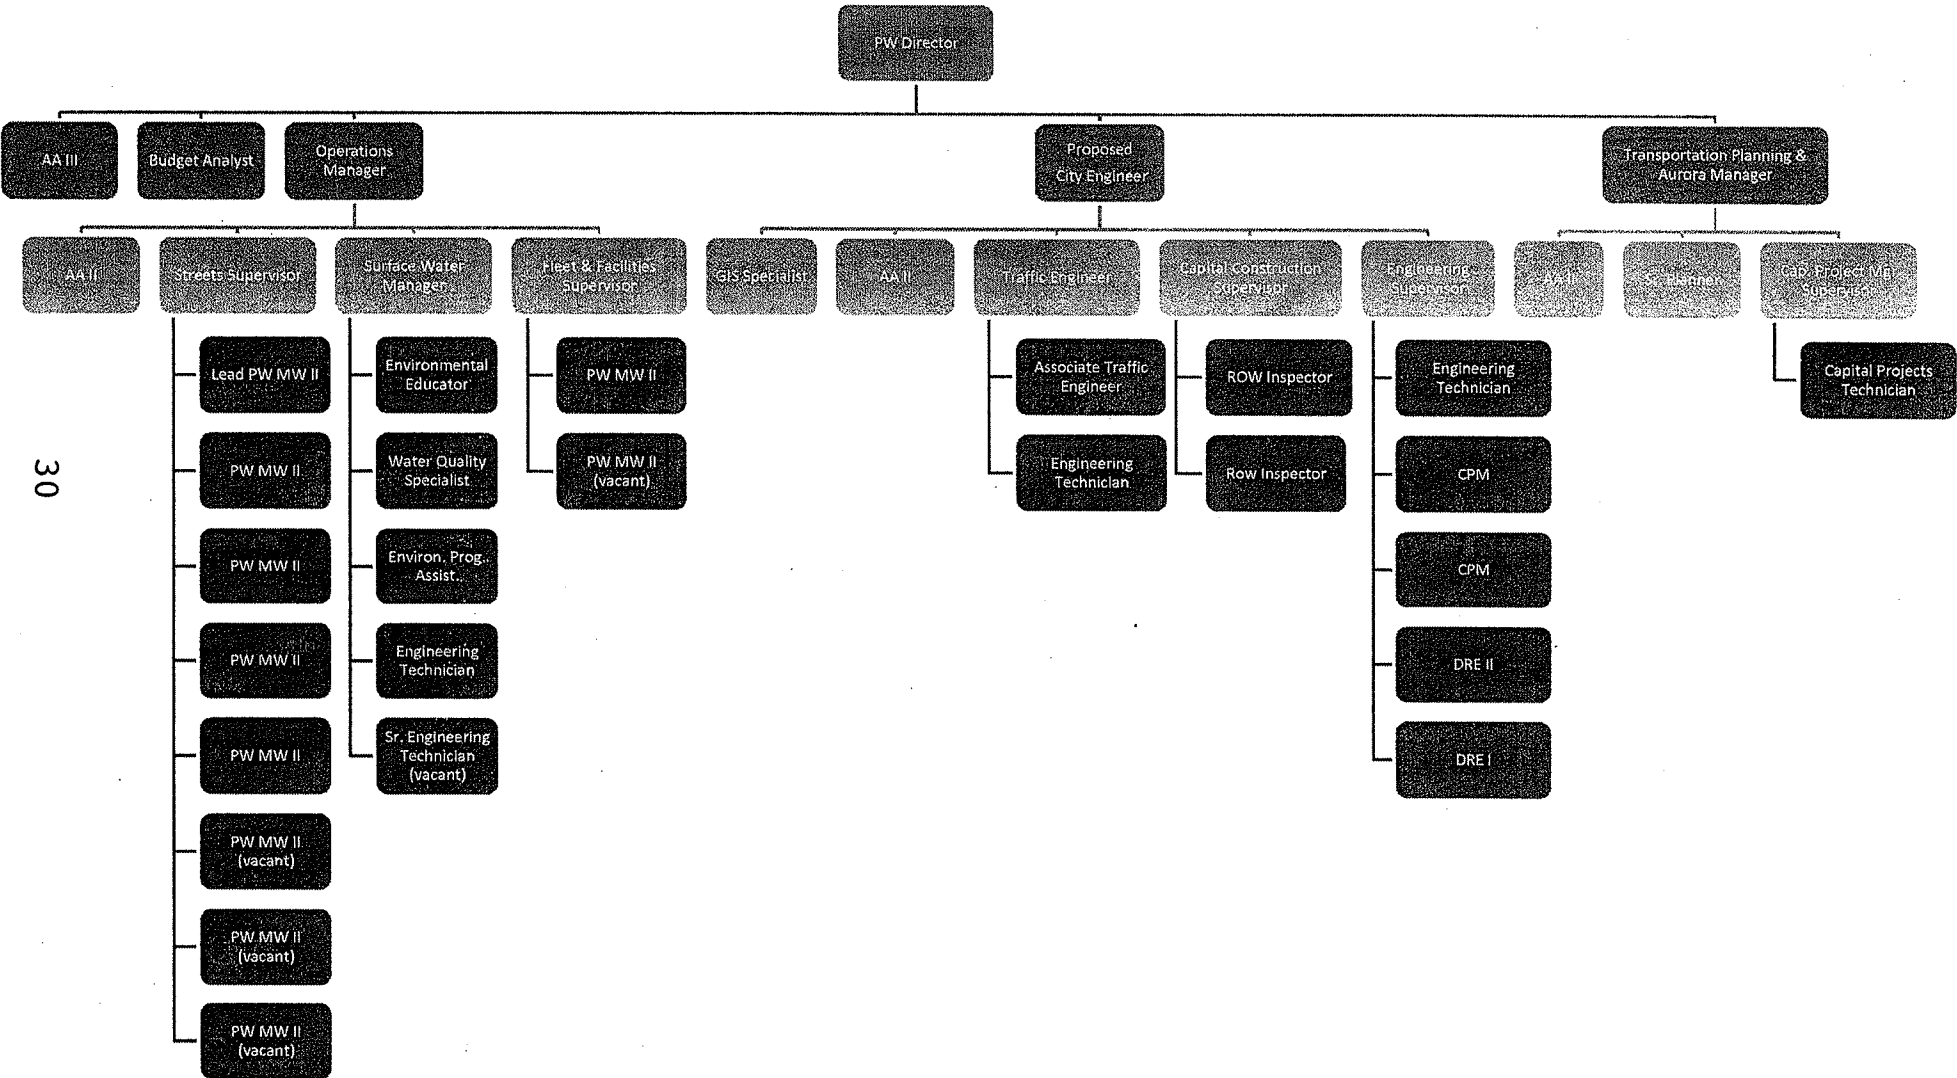 PW Director
AA III
Budget Analyst
Operations
Manager
Proposed
City Engineer
Transportation Planning &
Aurora Manager
AA II
Streets Supervisor
Surface Water
Manager
Fleet & Facilities
Supervisor
GIS Specialist
AA II
Traffic Engineer
Capital Construction
Supervisor
Engineering
Supervisor
Sr. Planner
Cap. Project Mgr
Supervisor
Lead PW MW II
PW MW II
PW MW II
PW MW II
PW MW II
PW MW II
(vacant)
PW MW II
(vacant)
PW MW II
(vacant)
Environmental
Educator
Water Quality
Specialist
Environ. Prog.
Assist.
Engineering
Technician
Sr. Engineering
Technician
(vacant)
PW MW II
PW MW II
(vacant)
Associate Traffic
Engineer
Engineering
Technician
ROW Inspector
Row Inspector
Engineering
Technician
CPM
CPM
DRE II
DRE I
Capital Projects
Technician
30